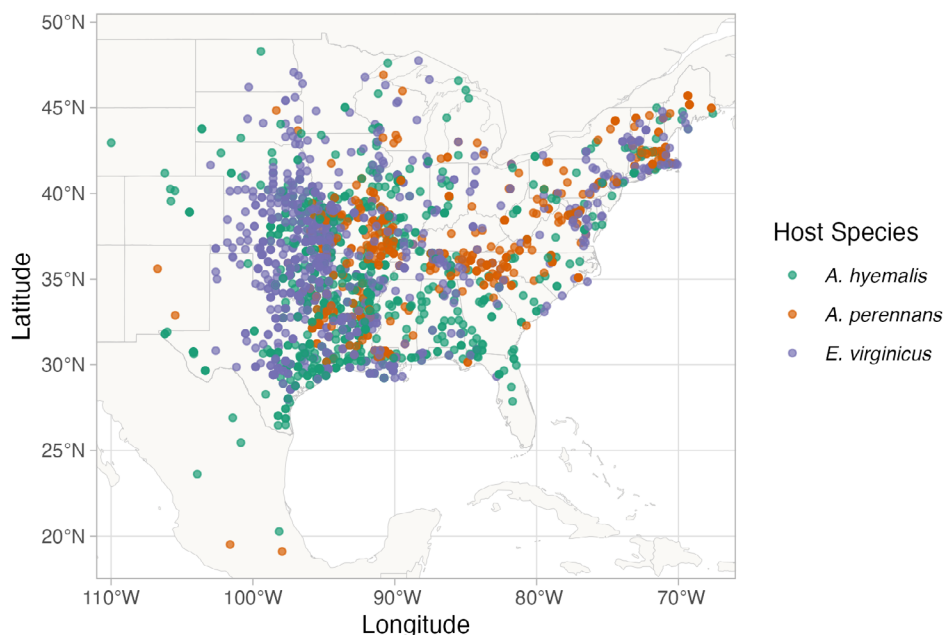 50°N
45°N
40°N
35°N
30°N
25°N
20°N
Latitude
110°W
100°W
90°W
80°W
70°W
Longitude
Host Species
A. hyemalis
A. perennans
E. virginicus